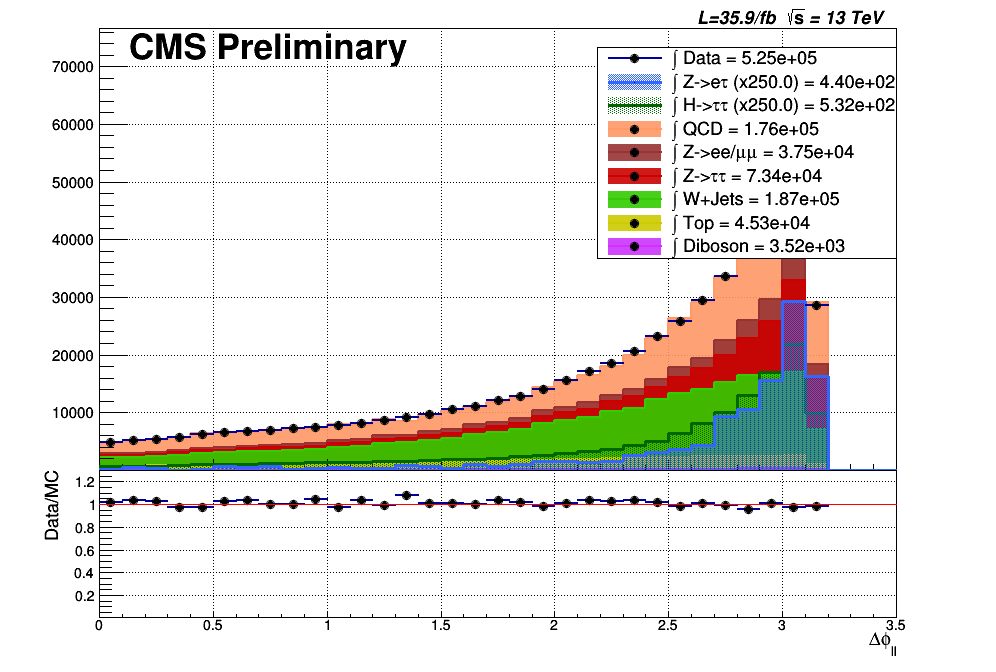 L=35.9/fb √s = 13 TeV
CMS Preliminary
∫ Data = 5.25e+05
∫ Z->eτ (x250.0) = 4.40e+02
∫ H->ττ (x250.0) = 5.32e+02
∫ QCD = 1.76e+05
∫ Z->ee/μμ = 3.75e+04
∫ Z->ττ = 7.34e+04
∫ W+Jets = 1.87e+05
∫ Top = 4.53e+04
∫ Diboson = 3.52e+03
70000
60000
50000
40000
30000
20000
10000
Data/MC
1.2
1
0.8
0.6
0.4
0.2
0 0.5 1 1.5 2 2.5 3 3.5
Δϕ||